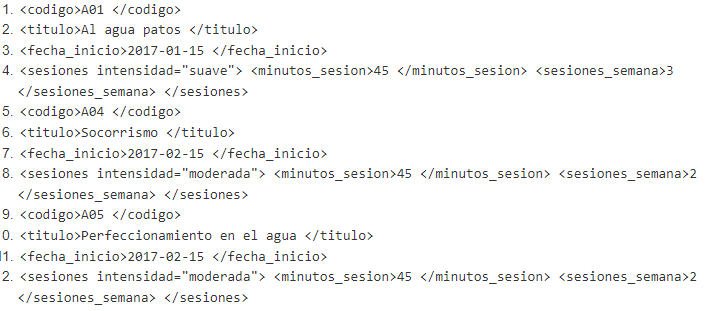 1. <codigo>A01 </codigo>
2. <titulo>Al agua patos </titulo>
3. <fecha_inicio>2017-01-15 </fecha_inicio>
4. <sesiones intensidad="suave"> <minutos_sesion>45 </minutos_sesion> <sesiones_semana>3
</sesiones_semana> </sesiones>
5. <codigo>A04 </codigo>
6. <titulo>Socorrismo </titulo>
7. <fecha_inicio>2017-02-15 </fecha_inicio>
8. <sesiones intensidad="moderada"> <minutos_sesion>45 </minutos_sesion> <sesiones_semana>2
</sesiones_semana> </sesiones>
9. <codigo>A05 </codigo>
0. <titulo>Perfeccionamiento en el agua </titulo>
1. <fecha_inicio>2017-02-15 </fecha_inicio>
2. <sesiones intensidad="moderada"> <minutos_sesion>45 </minutos_sesion> <sesiones_semana>2
</sesiones_semana> </sesiones>